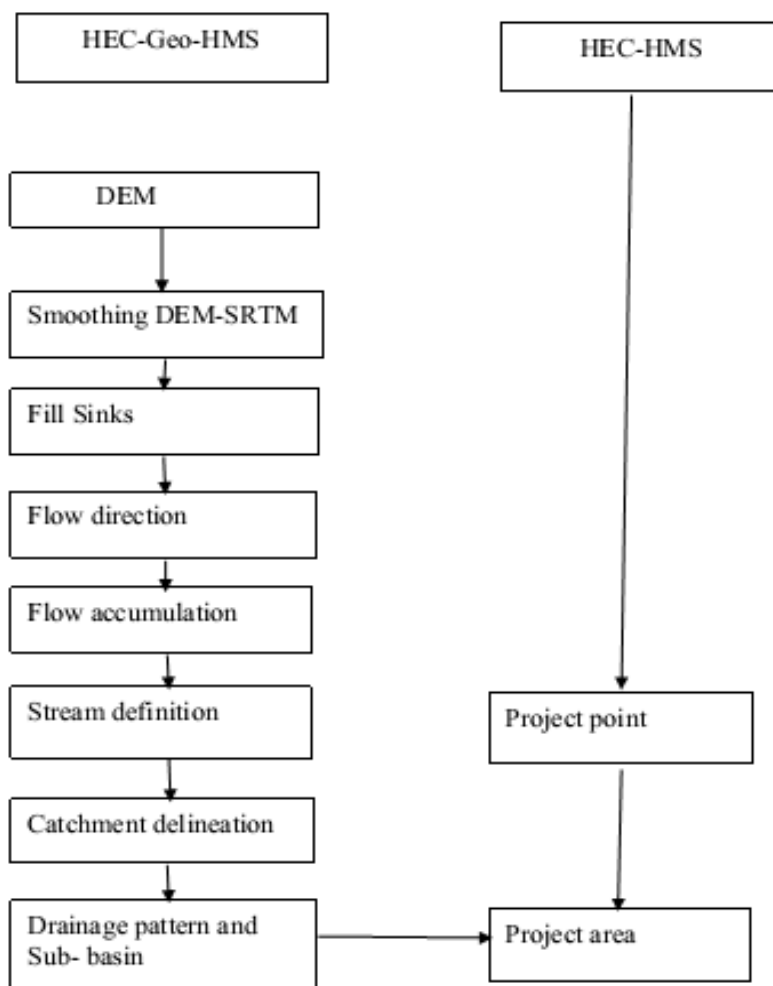 HEC-Geo-HMS
HEC-HMS
DEM
Smoothing DEM-SRTM
Fill Sinks
Flow direction
Flow accumulation
Stream definition
Project point
Catchment delineation
Drainage pattern and
Sub- basin
Project area